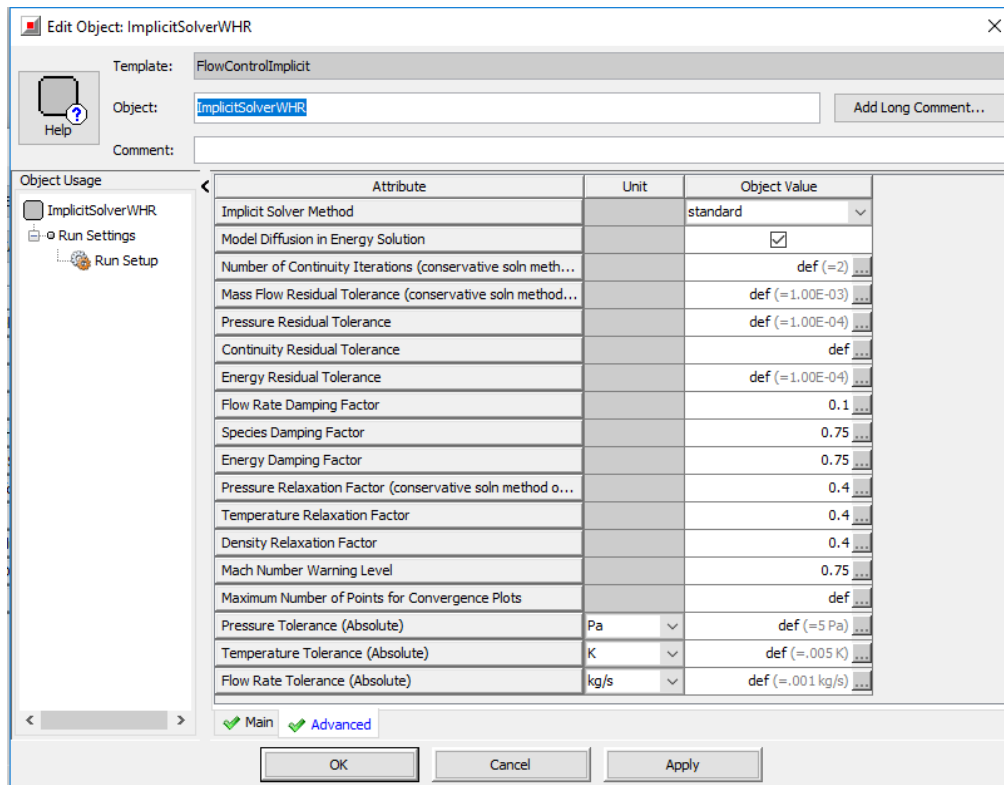 Edit Object: ImplicitSolverWHR
Help
Template: FlowControlImplicit
Object: ImplicitSolverWHR Add Long Comment...
Comment:
Object Usage
ImplicitSolverWHR
Run Settings
Run Setup
Attribute Unit Object Value
Implicit Solver Method standard
Model Diffusion in Energy Solution
Number of Continuity Iterations (conservative soln meth... def (=2) ...
Mass Flow Residual Tolerance (conservative soln method... def (=1.00E-03) ...
Pressure Residual Tolerance def (=1.00E-04) ...
Continuity Residual Tolerance def ...
Energy Residual Tolerance def (=1.00E-04) ...
Flow Rate Damping Factor 0.1 ...
Species Damping Factor 0.75 ...
Energy Damping Factor 0.75 ...
Pressure Relaxation Factor (conservative soln method o... 0.4 ...
Temperature Relaxation Factor 0.4 ...
Density Relaxation Factor 0.4 ...
Mach Number Warning Level 0.75 ...
Maximum Number of Points for Convergence Plots def ...
Pressure Tolerance (Absolute) Pa def (=5 Pa) ...
Temperature Tolerance (Absolute) K def (=.005 K) ...
Flow Rate Tolerance (Absolute) kg/s def (=.001 kg/s) ...
Main Advanced
OK Cancel Apply